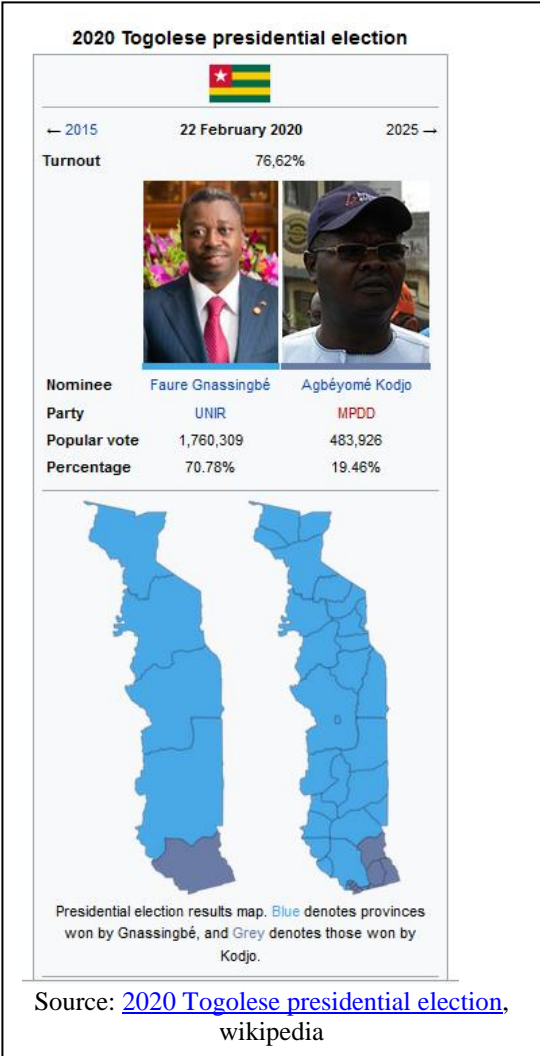 2020 Togolese presidential election
← 2015 22 February 2020 2025 →
Turnout 76,62%
Nominee Faure Gnassingbé Agbéyomé Kodjo
Party UNIR MPDD
Popular vote 1,760,309 483,926
Percentage 70.78% 19.46%
Presidential election results map. Blue denotes provinces
won by Gnassingbé, and Grey denotes those won by
Kodjo.
Source: 2020 Togolese presidential election,
wikipedia